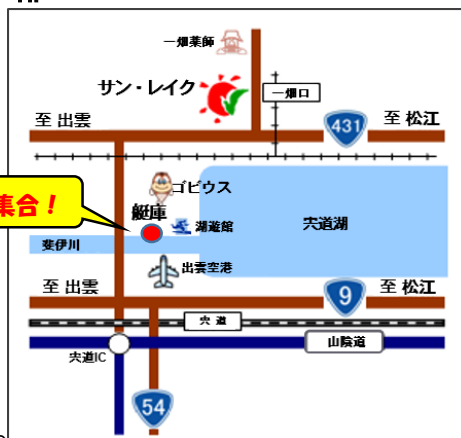 一畑薬師
サン・レイク
一畑口
至 出雲
431
至 松江
ゴビウス
集合！
艇庫
湖遊館
宍道湖
斐伊川
出雲空港
至 出雲
9
至 松江
宍 道
宍道IC
山陰道
54